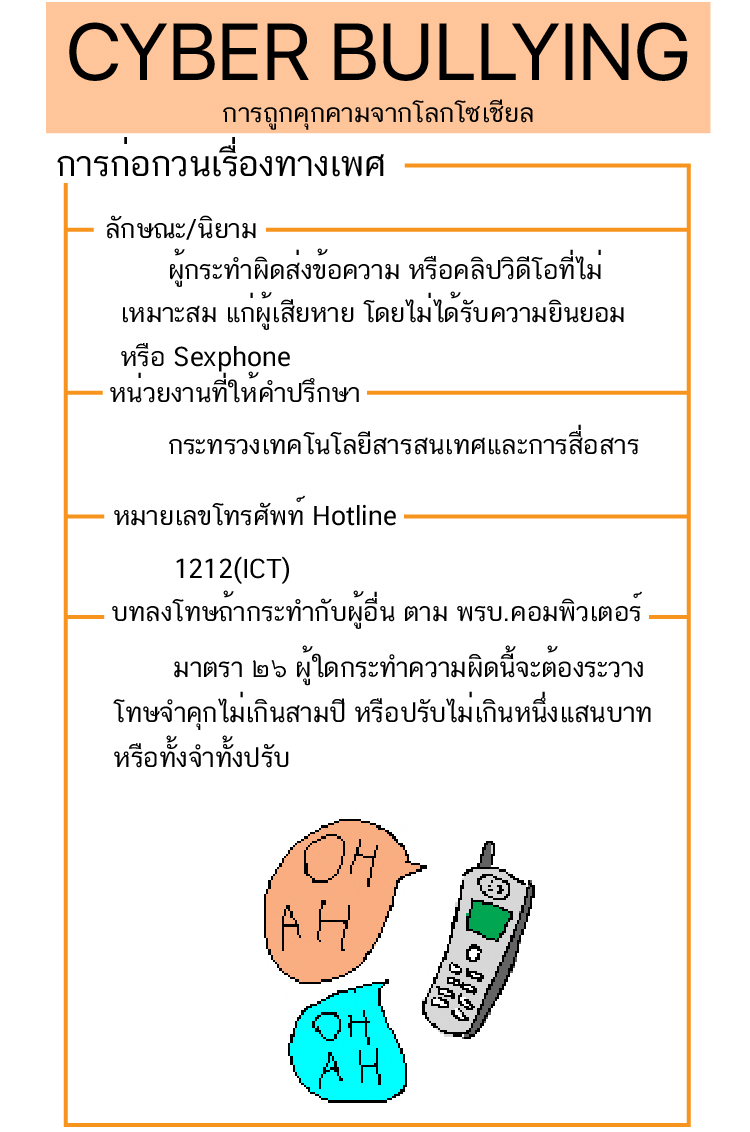 CYBER BULLYING
การถูกคุกคามจากโลกโซเชียล
การก่อกวนเรื่องทางเพศ
ลักษณะ/นิยาม
ผู้กระทำผิดส่งข้อความ หรือคลิปวิดีโอที่ไม่
เหมาะสม แก่ผู้เสียหาย โดยไม่ได้รับความยินยอม
หรือ Sexphone
หน่วยงานที่ให้คำปรึกษา
กระทรวงเทคโนโลยีสารสนเทศและการสื่อสาร
หมายเลขโทรศัพท์ Hotline
1212(ICT)
บทลงโทษถ้ากระทำกับผู้อื่น ตาม พรบ.คอมพิวเตอร์
มาตรา ๒๖ ผู้ใดกระทำความผิดนี้จะต้องระวาง
โทษจำคุกไม่เกินสามปี หรือปรับไม่เกินหนึ่งแสนบาท
หรือทั้งจำทั้งปรับ
OH
AH
OH
AH